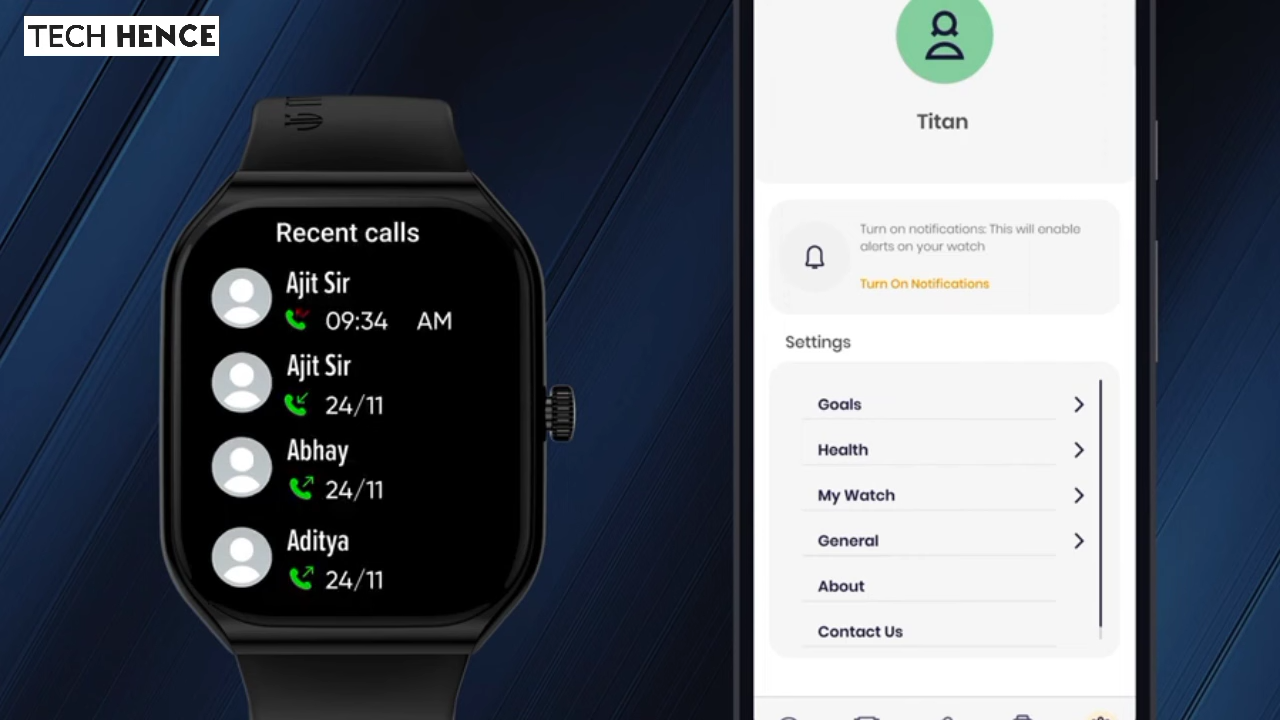 TECH HENCE
Recent calls
Ajit Sir
09:34 AM
Ajit Sir
24/11
Abhay
24/11
Aditya
24/11
Titan
Turn on notifications: This will enable
alerts on your watch
Turn On Notifications
Settings
Goals
Health
My Watch
General
About
Contact Us